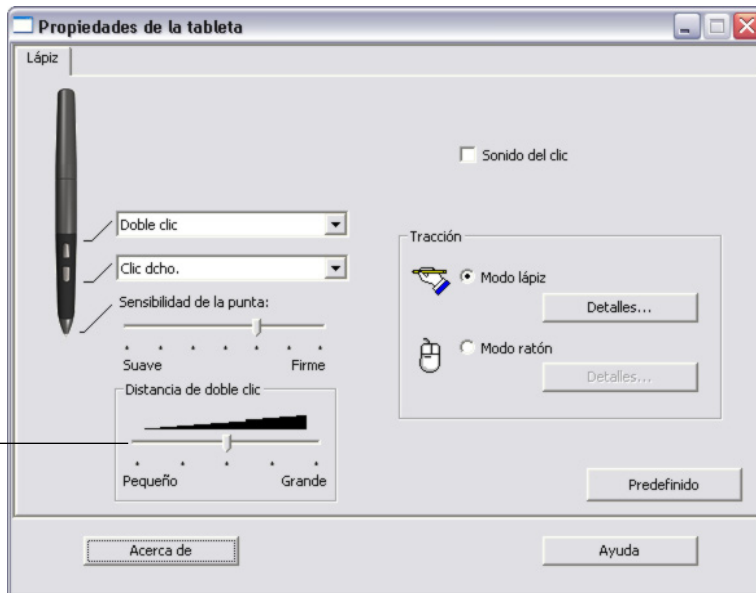 Propiedades de la tableta
Lápiz
Sonido del clic
Doble clic
Clic dcho.
Sensibilidad de la punta:
Suave Firme
Distancia de doble clic
Pequeño Grande
Tracción
Modo lápiz
Detalles...
Modo ratón
Detalles...
Predefinido
Acerca de
Ayuda